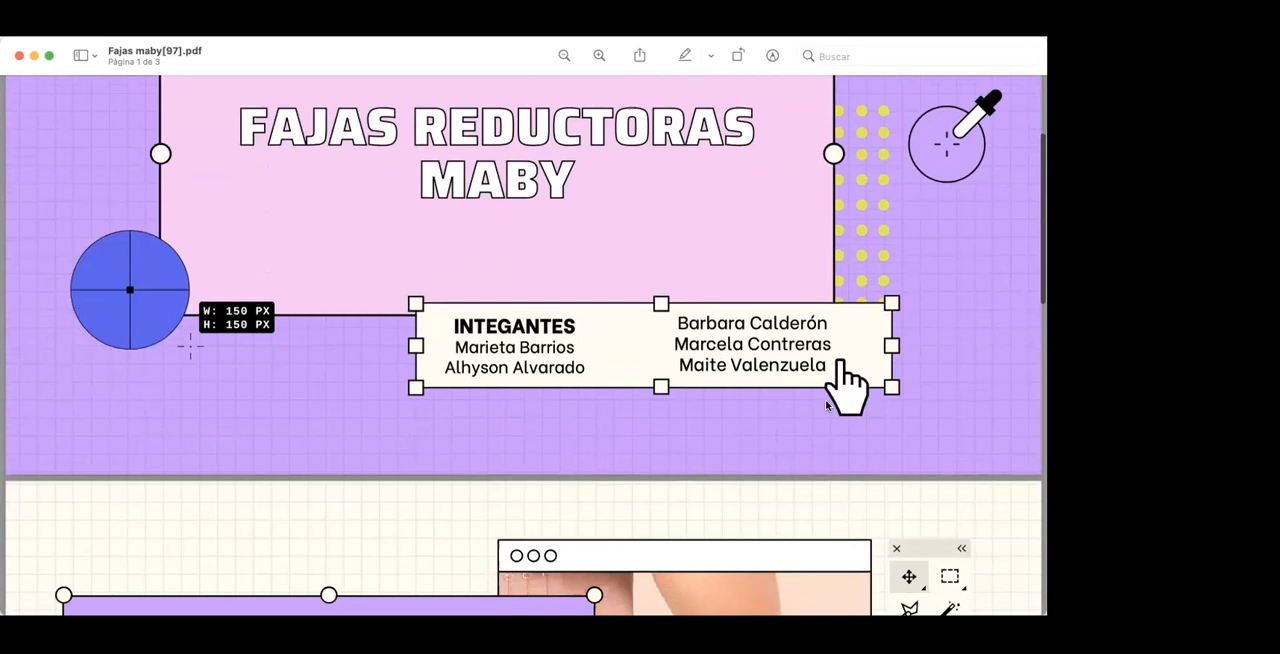 Fajas maby[97].pdf
Página 1 de 3
Buscar
FAJAS REDUCTORAS
MABY
W: 150 PX
H: 150 PX
INTEGANTES
Marieta Barrios
Alhyson Alvarado
Barbara Calderón
Marcela Contreras
Maite Valenzuela